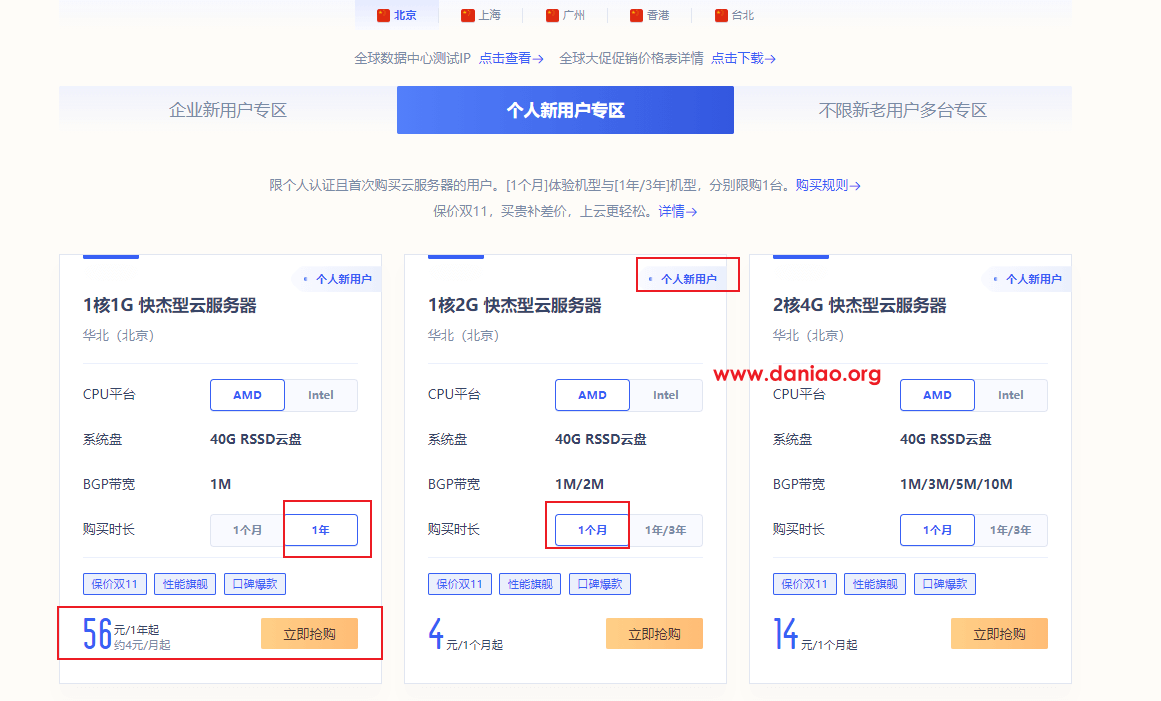 北京 上海 广州 香港 台北
全球数据中心测试IP 点击查看→ 全球大促促销价格表详情 点击下载→
企业新用户专区 个人新用户专区 不限新老用户多台专区
限个人认证且首次购买云服务器的用户。[1个月]体验机型与[1年/3年]机型，分别限购1台。购买规则→
保价双11，买贵补差价，上云更轻松。详情→
个人新用户
1核1G 快杰型云服务器
华北（北京）
CPU平台 AMD Intel
系统盘 40G RSSD云盘
BGP带宽 1M
购买时长 1个月 1年
保价双11 性能旗舰 口碑爆款
56元/1年起
约4元/月起
立即抢购
个人新用户
1核2G 快杰型云服务器
华北（北京）
CPU平台 AMD Intel
系统盘 40G RSSD云盘
BGP带宽 1M/2M
购买时长 1个月 1年/3年
保价双11 性能旗舰 口碑爆款
4元/1个月起 立即抢购
个人新用户
2核4G 快杰型云服务器
华北（北京）
www.daniao.org
CPU平台 AMD Intel
系统盘 40G RSSD云盘
BGP带宽 1M/3M/5M/10M
购买时长 1个月 1年/3年
保价双11 性能旗舰 口碑爆款
14元/1个月起 立即抢购